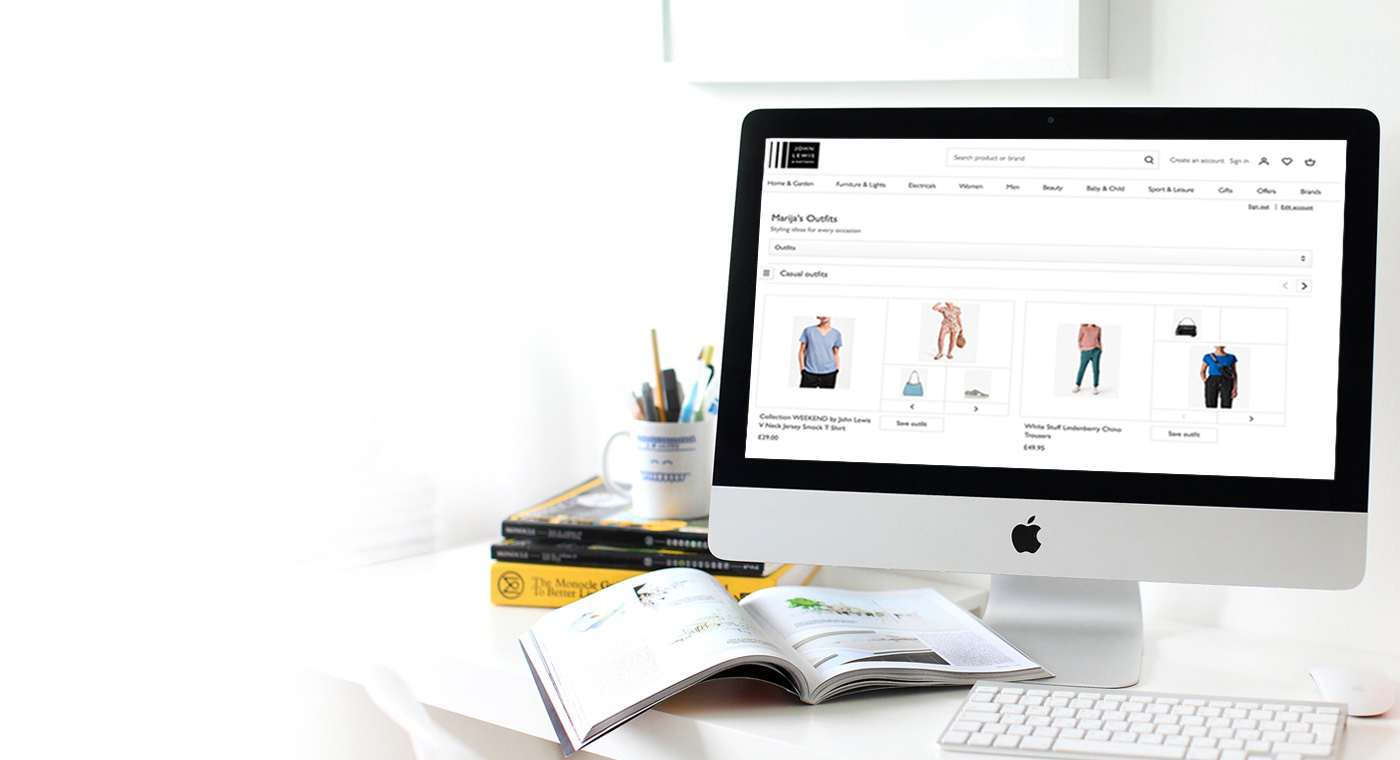 JOHN
LEWIS
& PARTNERS
Search product or brand
Create an account Sign in
Home & Garden Furniture & Lights Electricals Women Men Beauty Baby & Child Sport & Leisure Gifts Offers Brands
Sign out | Edit account
Marija's Outfits
Styling ideas for every occasion
Outfits
Casual outfits
Collection WEEKEND by John Lewis
V Neck Jersey Smock T Shirt
£29.00
Save outfit
White Stuff Lindenberry Chino
Trousers
£49.95
Save outfit
MONOCLE
MONOCLE
The Monocle
To Better